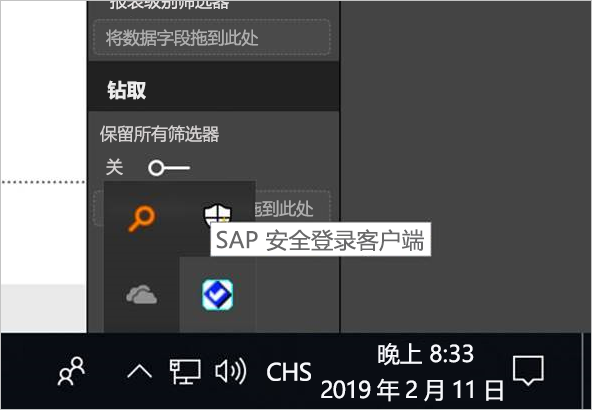 报表级别筛选器
将数据字段拖到此处
钻取
保留所有筛选器
关
拖到此处
SAP 安全登录客户端
CHS
晚上 8:33
2019 年 2 月 11 日